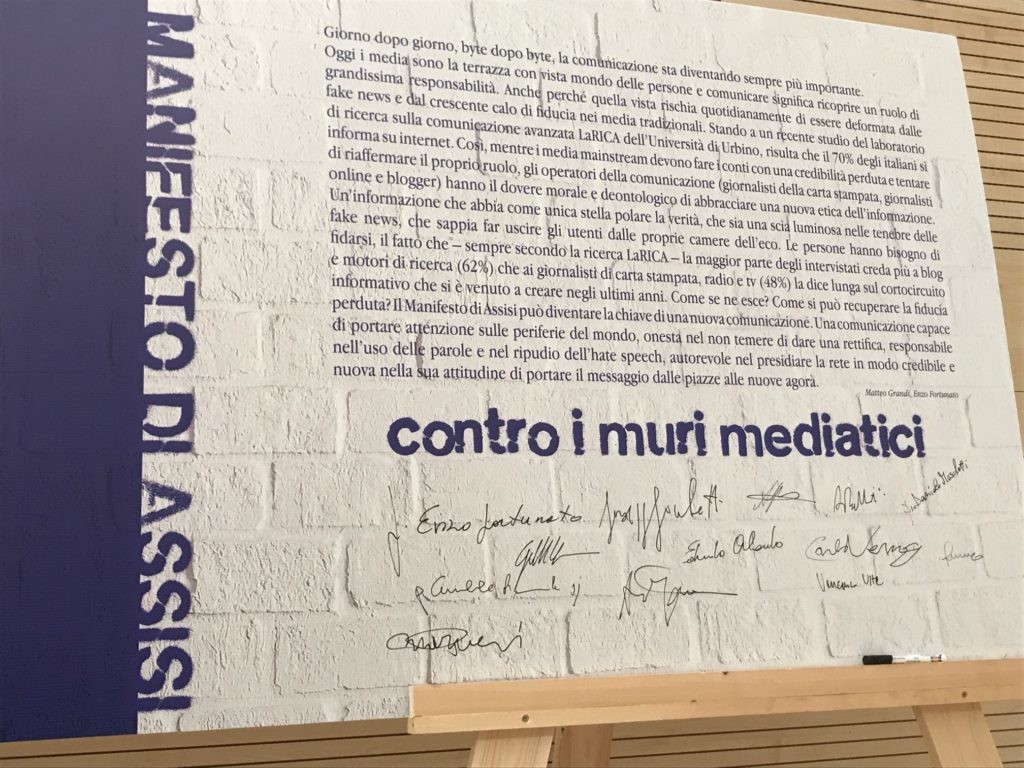 MANIFESTO DI ASSISI
Giorno dopo giorno, byte dopo byte, la comunicazione sta diventando sempre più importante.
Oggi i media sono la terrazza con vista mondo delle persone e comunicare significa ricoprire un ruolo di
grandissima responsabilità. Anche perché quella vista rischia quotidianamente di essere deformata dalle
fake news e dal crescente calo di fiducia nei media tradizionali. Stando a un recente studio del laboratorio
di ricerca sulla comunicazione avanzata LaRICA dell'Università di Urbino, risulta che il 70% degli italiani si
informa su internet. Così, mentre i media mainstream devono fare i conti con una credibilità perduta e tentare
di riaffermare il proprio ruolo, gli operatori della comunicazione (giornalisti della carta stampata, giornalisti
online e blogger) hanno il dovere morale e deontologico di abbracciare una nuova etica dell'informazione.
Un'informazione che abbia come unica stella polare la verità, che sia una scia luminosa nelle tenebre delle
fake news, che sappia far uscire gli utenti dalle proprie camere dell'eco. Le persone hanno bisogno di
fidarsi, il fatto che – sempre secondo la ricerca LaRICA – la maggior parte degli intervistati creda più a blog
e motori di ricerca (62%) che ai giornalisti di carta stampata, radio e tv (48%) la dice lunga sul cortocircuito
informativo che si è venuto a creare negli ultimi anni. Come se ne esce? Come si può recuperare la fiducia
perduta? Il Manifesto di Assisi può diventare la chiave di una nuova comunicazione. Una comunicazione capace
di portare attenzione sulle periferie del mondo, onesta nel non temere di dare una rettifica, responsabile
nell'uso delle parole e nel ripudio dell'hate speech, autorevole nel presidiare la rete in modo credibile e
nuova nella sua attitudine di portare il messaggio dalle piazze alle nuove agorà.
Matteo Grandi, Enzo Fortunato
contro i muri mediatici
Enzo Fortunato